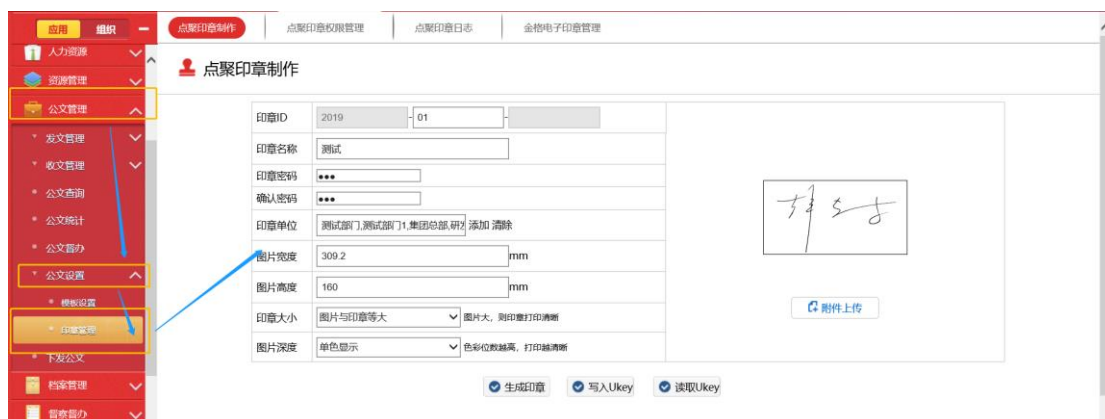 应用 组织
点聚印章制作 点聚印章权限管理 点聚印章日志 金格电子印章管理
人力资源
资源管理
公文管理
发文管理
收文管理
公文查询
公文统计
公文督办
公文设置
模板设置
印章管理
下发公文
档案管理
督察督办
点聚印章制作
印章ID 2019 - 01 -
印章名称 测试
印章密码 •••
确认密码 •••
印章单位 测试部门,测试部门1,集团总部,研发 添加 清除
图片宽度 309.2 mm
图片高度 160 mm
印章大小 图片与印章等大 图片大，则印章打印清晰
图片深度 单色显示 色彩位数越高，打印越清晰
附件上传
生成印章 写入Ukey 读取Ukey